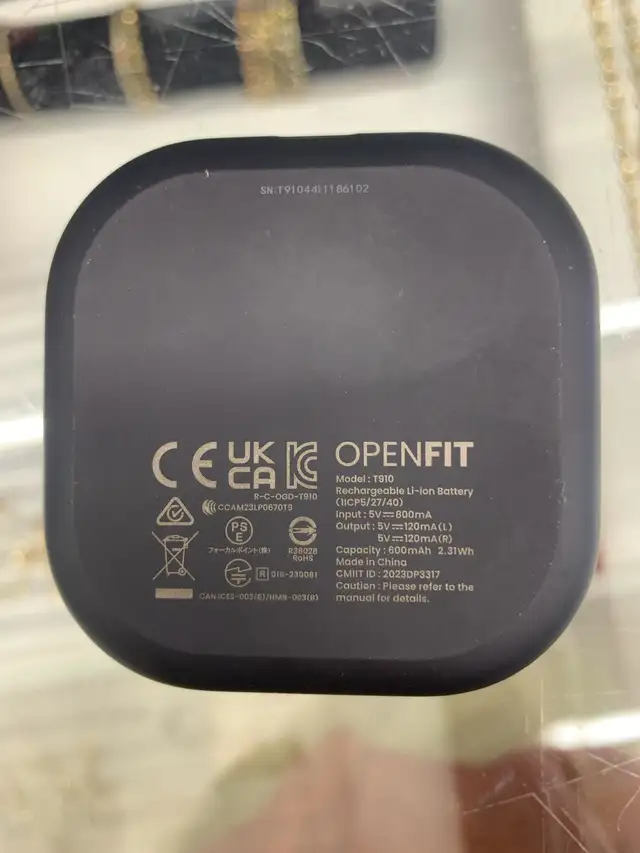 SN:T9104411186102
CE UK CA
OPENFIT
R-C-OGD-T910
CCAM23LP0670T9
PS E
フォーカルポイント(株)
R38028
RoHS
R 018-230081
CAN ICES-003(B)/NMB-003(B)
Model : T910
Rechargeable Li-ion Battery
(1ICP5/27/40)
Input : 5V⎓800mA
Output : 5V⎓120mA(L)
5V⎓120mA(R)
Capacity : 600mAh 2.31Wh
Made in China
CMIIT ID : 2023DP3317
Caution : Please refer to the
manual for details.